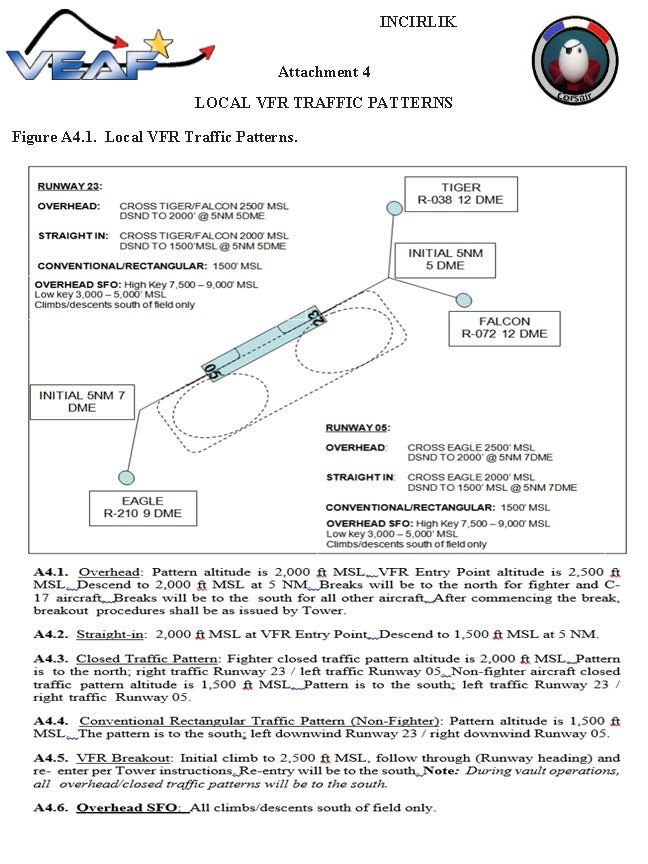 INCIRLIK
VEAF
Corsair
Attachment 4
LOCAL VFR TRAFFIC PATTERNS
Figure A4.1. Local VFR Traffic Patterns.
RUNWAY 23:
OVERHEAD: CROSS TIGER/FALCON 2500' MSL
DSND TO 2000' @ 5NM 5DME
STRAIGHT IN: CROSS TIGER/FALCON 2000' MSL
DSND TO 1500'MSL @ 5NM 5DME
CONVENTIONAL/RECTANGULAR: 1500' MSL
OVERHEAD SFO: High Key 7,500 – 9,000' MSL
Low key 3,000 – 5,000' MSL
Climbs/descents south of field only
TIGER
R-038 12 DME
INITIAL 5NM
5 DME
FALCON
R-072 12 DME
23
05
INITIAL 5NM 7
DME
EAGLE
R-210 9 DME
RUNWAY 05:
OVERHEAD: CROSS EAGLE 2500' MSL
DSND TO 2000' @ 5NM 7DME
STRAIGHT IN: CROSS EAGLE 2000' MSL
DSND TO 1500' MSL @ 5NM 7DME
CONVENTIONAL/RECTANGULAR: 1500' MSL
OVERHEAD SFO: High Key 7,500 – 9,000' MSL
Low key 3,000 – 5,000' MSL
Climbs/descents south of field only
A4.1. Overhead: Pattern altitude is 2,000 ft MSL. VFR Entry Point altitude is 2,500 ft
MSL. Descend to 2,000 ft MSL at 5 NM. Breaks will be to the north for fighter and C-
17 aircraft. Breaks will be to the south for all other aircraft. After commencing the break,
breakout procedures shall be as issued by Tower.
A4.2. Straight-in: 2,000 ft MSL at VFR Entry Point. Descend to 1,500 ft MSL at 5 NM.
A4.3. Closed Traffic Pattern: Fighter closed traffic pattern altitude is 2,000 ft MSL. Pattern
is to the north; right traffic Runway 23 / left traffic Runway 05. Non-fighter aircraft closed
traffic pattern altitude is 1,500 ft MSL. Pattern is to the south; left traffic Runway 23 /
right traffic Runway 05.
A4.4. Conventional Rectangular Traffic Pattern (Non-Fighter): Pattern altitude is 1,500 ft
MSL. The pattern is to the south; left downwind Runway 23 / right downwind Runway 05.
A4.5. VFR Breakout: Initial climb to 2,500 ft MSL, follow through (Runway heading) and
re- enter per Tower instructions. Re-entry will be to the south. Note: During vault operations,
all overhead/closed traffic patterns will be to the south.
A4.6. Overhead SFO: All climbs/descents south of field only.